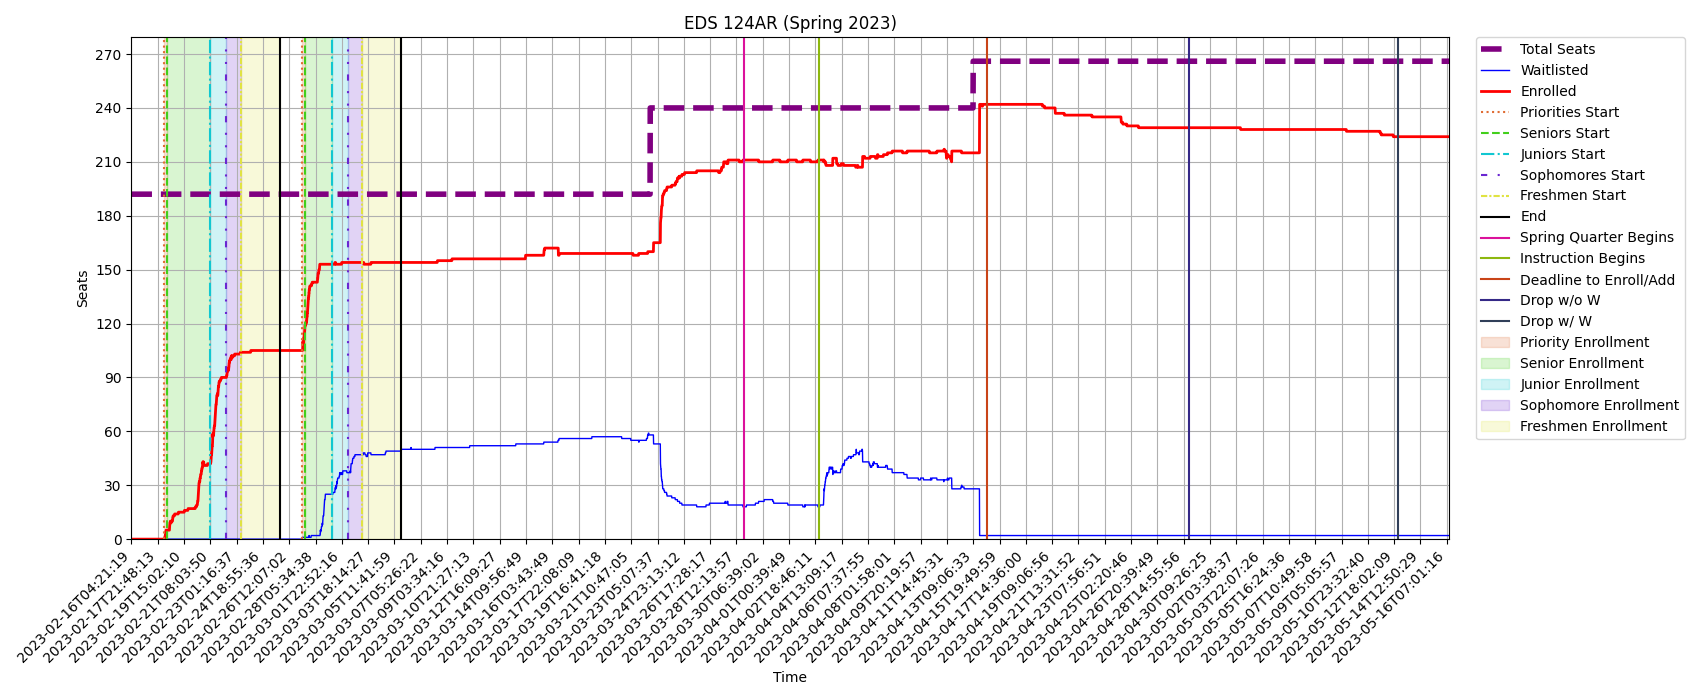 EDS 124AR (Spring 2023)
Seats
270
240
210
180
150
120
90
60
30
0
2023-02-16T04:21:19
2023-02-17T21:48:13
2023-02-19T15:02:10
2023-02-21T08:03:50
2023-02-23T01:16:37
2023-02-24T18:55:36
2023-02-26T12:07:02
2023-02-28T05:34:38
2023-03-01T22:52:16
2023-03-03T18:14:27
2023-03-05T11:41:59
2023-03-07T05:26:22
2023-03-09T03:34:16
2023-03-12T16:09:27
2023-03-14T09:56:49
2023-03-16T03:43:49
2023-03-17T22:08:09
2023-03-19T16:41:18
2023-03-21T10:47:05
2023-03-23T05:07:37
2023-03-24T23:13:12
2023-03-26T17:28:17
2023-03-28T12:13:57
2023-03-30T06:39:02
2023-04-01T00:39:49
2023-04-02T18:46:11
2023-04-04T13:09:17
2023-04-06T07:37:55
2023-04-08T01:58:01
2023-04-09T20:19:57
2023-04-11T14:45:31
2023-04-13T09:06:33
2023-04-15T19:49:59
2023-04-17T14:36:00
2023-04-19T09:06:56
2023-04-21T13:31:52
2023-04-23T07:56:51
2023-04-25T02:20:46
2023-04-26T20:39:49
2023-04-28T14:55:56
2023-04-30T09:26:25
2023-05-02T03:38:37
2023-05-03T22:07:26
2023-05-05T16:24:36
2023-05-07T10:49:58
2023-05-09T05:05:57
2023-05-10T23:32:40
2023-05-12T18:02:09
2023-05-14T12:50:29
2023-05-16T07:01:16
Time
Total Seats
Waitlisted
Enrolled
Priorities Start
Seniors Start
Juniors Start
Sophomores Start
Freshmen Start
End
Spring Quarter Begins
Instruction Begins
Deadline to Enroll/Add
Drop w/o W
Drop w/ W
Priority Enrollment
Senior Enrollment
Junior Enrollment
Sophomore Enrollment
Freshmen Enrollment